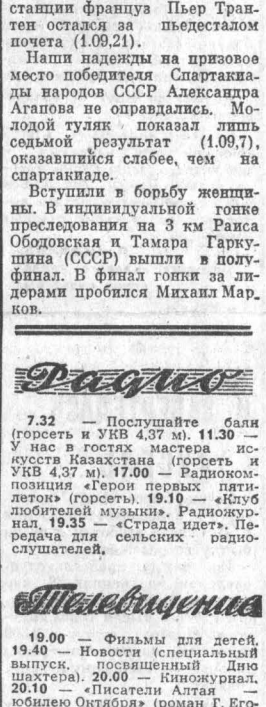 станции француз Пьер Тран-
тен остался за пьедесталом
почета (1.09,21).
Наши надежды на призовое
место победителя Спартакиа-
ды народов СССР Александра
Агапова не оправдались. Мо-
лодой туляк показал лишь
седьмой результат (1.09,7),
оказавшийся слабее, чем на
спартакиаде.
Вступили в борьбу женщи-
ны. В индивидуальной гонке
преследования на 3 км Раиса
Ободовская и Тамара Гарку-
шина (СССР) вышли в полу-
финал. В финал гонки за ли-
дерами пробился Михаил Мар-
ков.
Радио
7.32 — Послушайте баян
(горсеть и УКВ 4,37 м). 11.30 —
У нас в гостях мастера ис-
кусств Казахстана (горсеть и
УКВ 4,37 м). 17.00 — Радиоком-
позиция «Герои первых пяти-
леток» (горсеть). 19.10 — «Клуб
любителей музыки». Радиожур-
нал. 19.35 — «Страда идет». Пе-
редача для сельских радио-
слушателей.
Телевидение
19.00 — Фильмы для детей.
19.40 — Новости (специальный
выпуск, посвященный Дню
шахтера). 20.00 — Киножурнал.
20.10 — «Писатели Алтая —
юбилею Октября» (роман Г. Его-